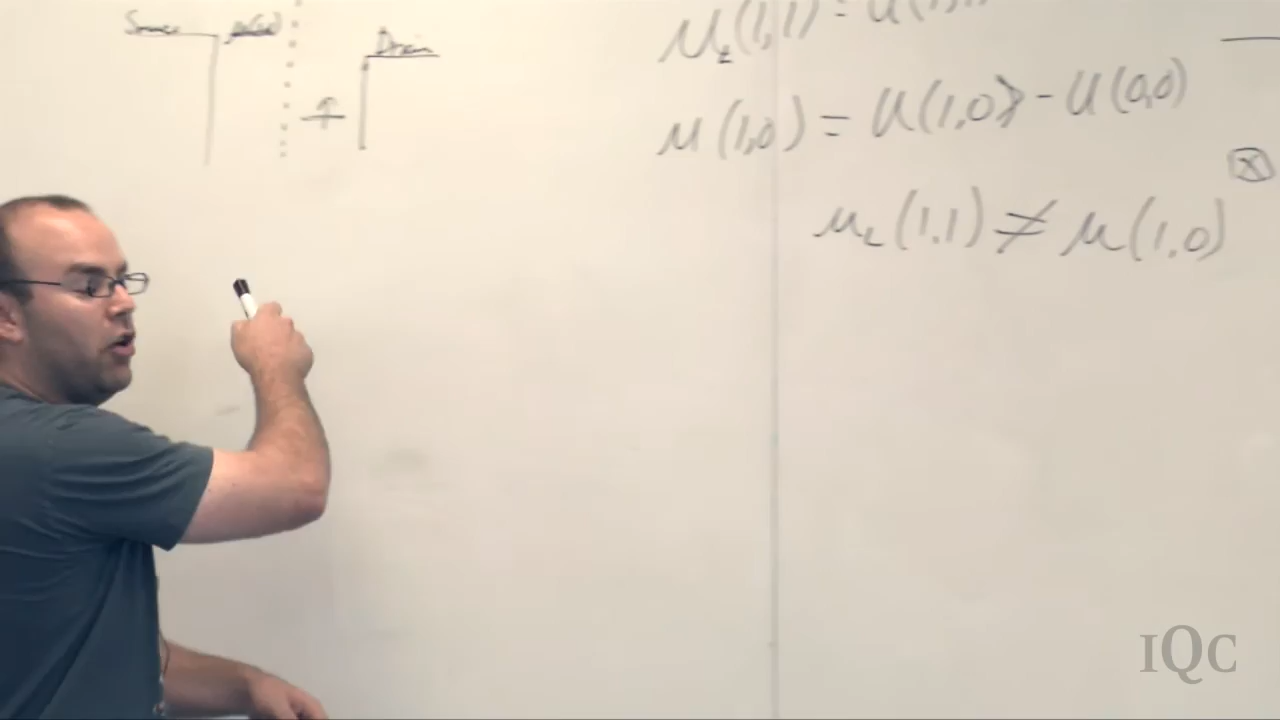 Source μ(N) Drain
μ₂(1,1) = U(1,1)
μ(1,0) = U(1,0) - U(0,0)
μ₂(1,1) ≠ μ(1,0)
IQC